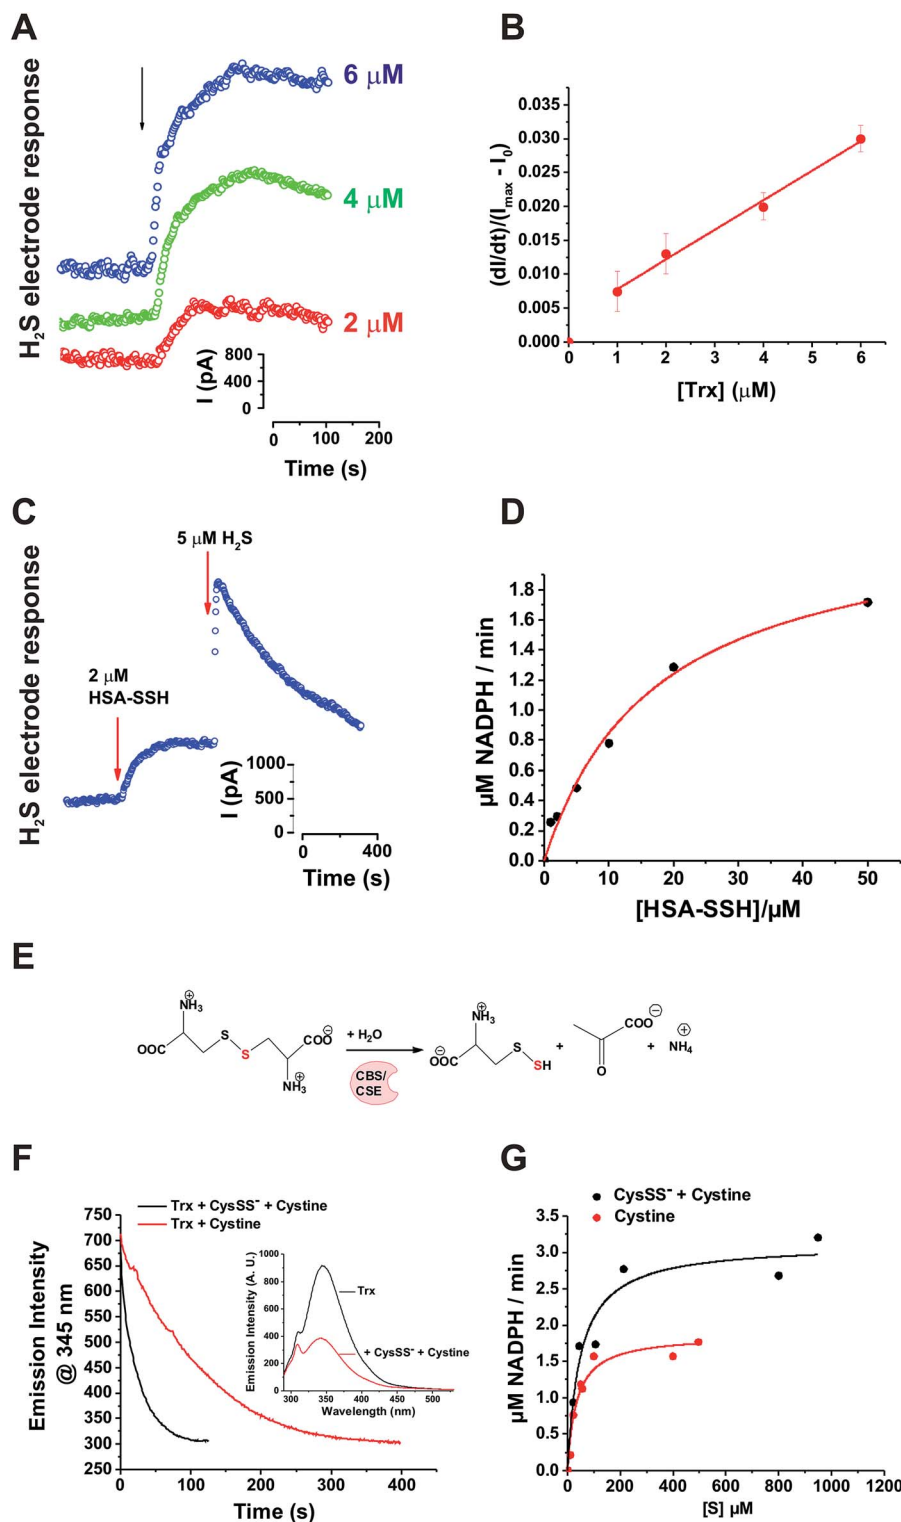 A
H₂S electrode response
6 μM
4 μM
2 μM
I (pA)
800
400
0
0 100 200
Time (s)
B
(dI/dt)/(Imax - I0)
0.035
0.030
0.025
0.020
0.015
0.010
0.005
0.000
0 1 2 3 4 5 6
[Trx] (μM)
C
H₂S electrode response
5 μM H₂S
2 μM
HSA-SSH
I (pA)
1000
500
0
0 400
Time (s)
D
μM NADPH / min
1.8
1.6
1.4
1.2
1.0
0.8
0.6
0.4
0.2
0.0
0 10 20 30 40 50
[HSA-SSH]/μM
E
⊕
NH₃
OOC
S
S
COO⊖
NH₃
⊕
+ H₂O
CBS/
CSE
⊕
NH₃
⊖
OOC
S
SH
+
COO⊖
O
+
⊕
NH₄
F
Trx + CysSS⁻ + Cystine
Trx + Cystine
Emission Intensity
@ 345 nm
750
700
650
600
550
500
450
400
350
300
250
0 100 200 300 400
Time (s)
Emission Intensity (A. U.)
1000
800
600
400
200
0
Trx
+ CysSS⁻ + Cystine
300 350 400 450 500
Wavelength (nm)
G
CysSS⁻ + Cystine
Cystine
μM NADPH / min
3.5
3.0
2.5
2.0
1.5
1.0
0.5
0.0
0 200 400 600 800 1000 1200
[S] μM